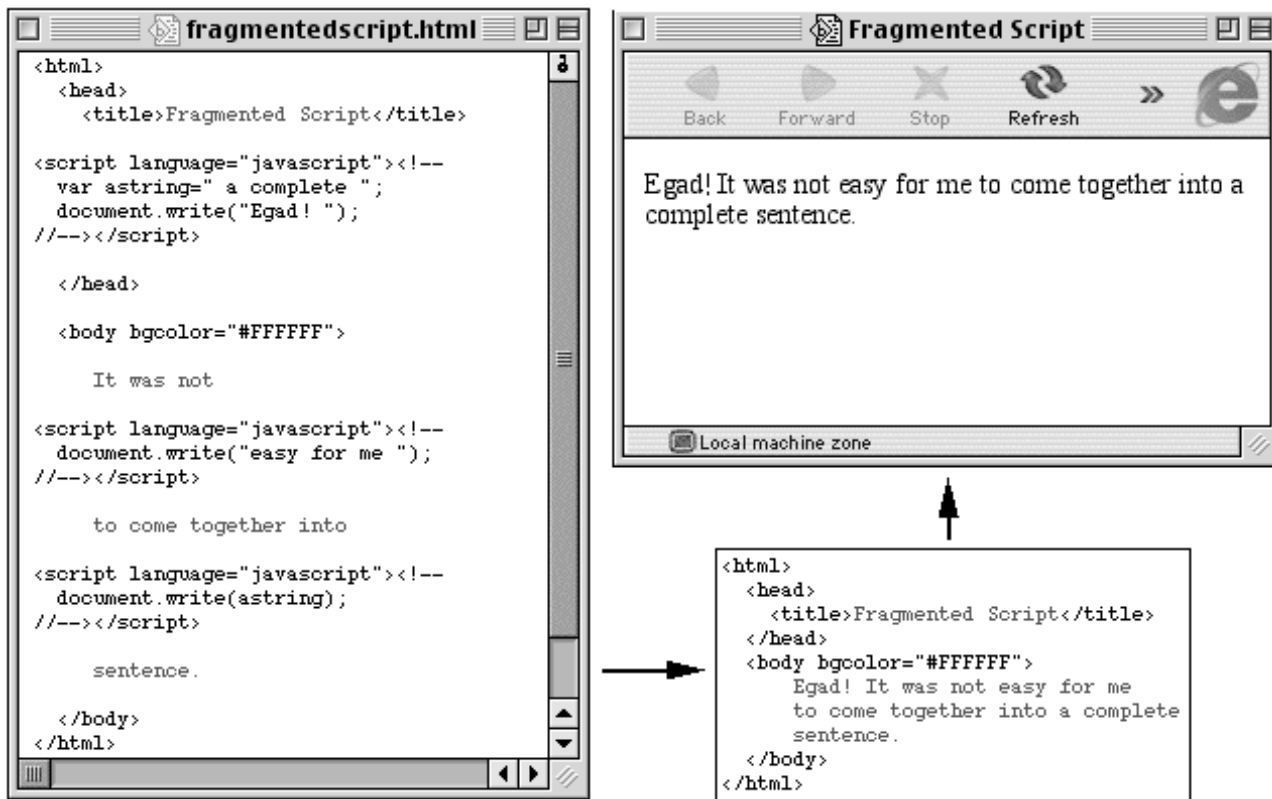 fragmentedscript.html
<html>
<head>
<title>Fragmented Script</title>
<script language="javascript"><!--
var astring=" a complete ";
document.write("Egad! ");
//--></script>
</head>
<body bgcolor="#FFFFFF">
It was not
<script language="javascript"><!--
document.write("easy for me ");
//--></script>
to come together into
<script language="javascript"><!--
document.write(astring);
//--></script>
sentence.
</body>
</html>
Fragmented Script
Back Forward Stop Refresh »
Egad! It was not easy for me to come together into a
complete sentence.
Local machine zone
<html>
<head>
<title>Fragmented Script</title>
</head>
<body bgcolor="#FFFFFF">
Egad! It was not easy for me
to come together into a complete
sentence.
</body>
</html>